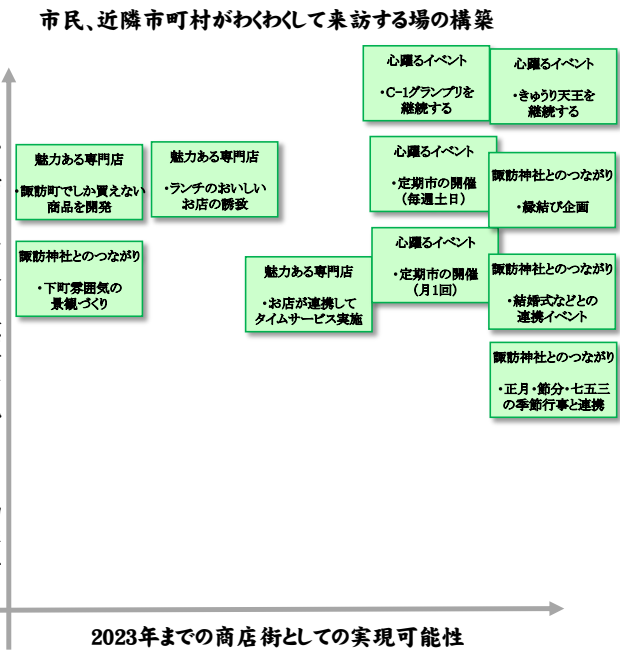 市民、近隣市町村がわくわくして来訪する場の構築
心躍るイベント
・C-1グランプリを
継続する
心躍るイベント
・きゅうり天王を
継続する
魅力ある専門店
・諏訪町でしか買えない
商品を開発
魅力ある専門店
・ランチのおいしい
お店の誘致
心躍るイベント
・定期市の開催
（毎週土日）
諏訪神社とのつながり
・縁結び企画
諏訪神社とのつながり
・下町雰囲気の
景観づくり
魅力ある専門店
・お店が連携して
タイムサービス実施
心躍るイベント
・定期市の開催
（月1回）
諏訪神社とのつながり
・結婚式などとの
連携イベント
諏訪神社とのつながり
・正月・節分・七五三
の季節行事と連携
2023年までの商店街としての実現可能性